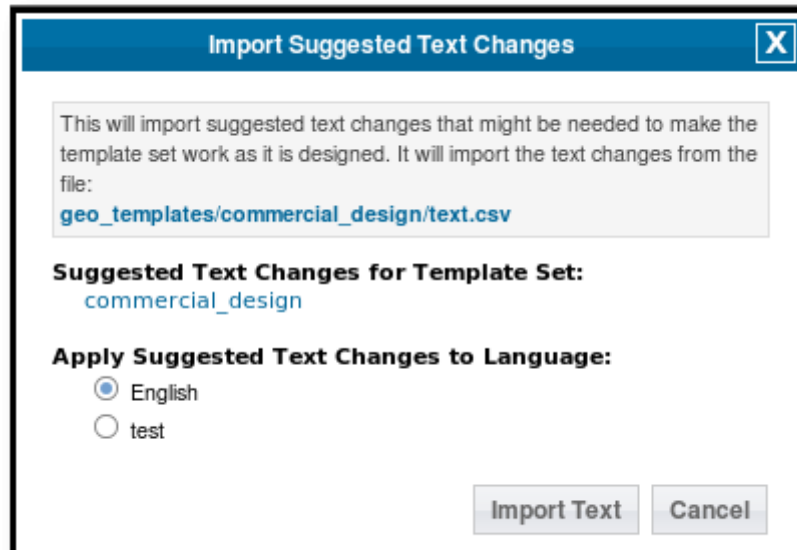 Import Suggested Text Changes
X
This will import suggested text changes that might be needed to make the
template set work as it is designed. It will import the text changes from the
file:
geo_templates/commercial_design/text.csv
Suggested Text Changes for Template Set:
commercial_design
Apply Suggested Text Changes to Language:
English
test
Import Text
Cancel